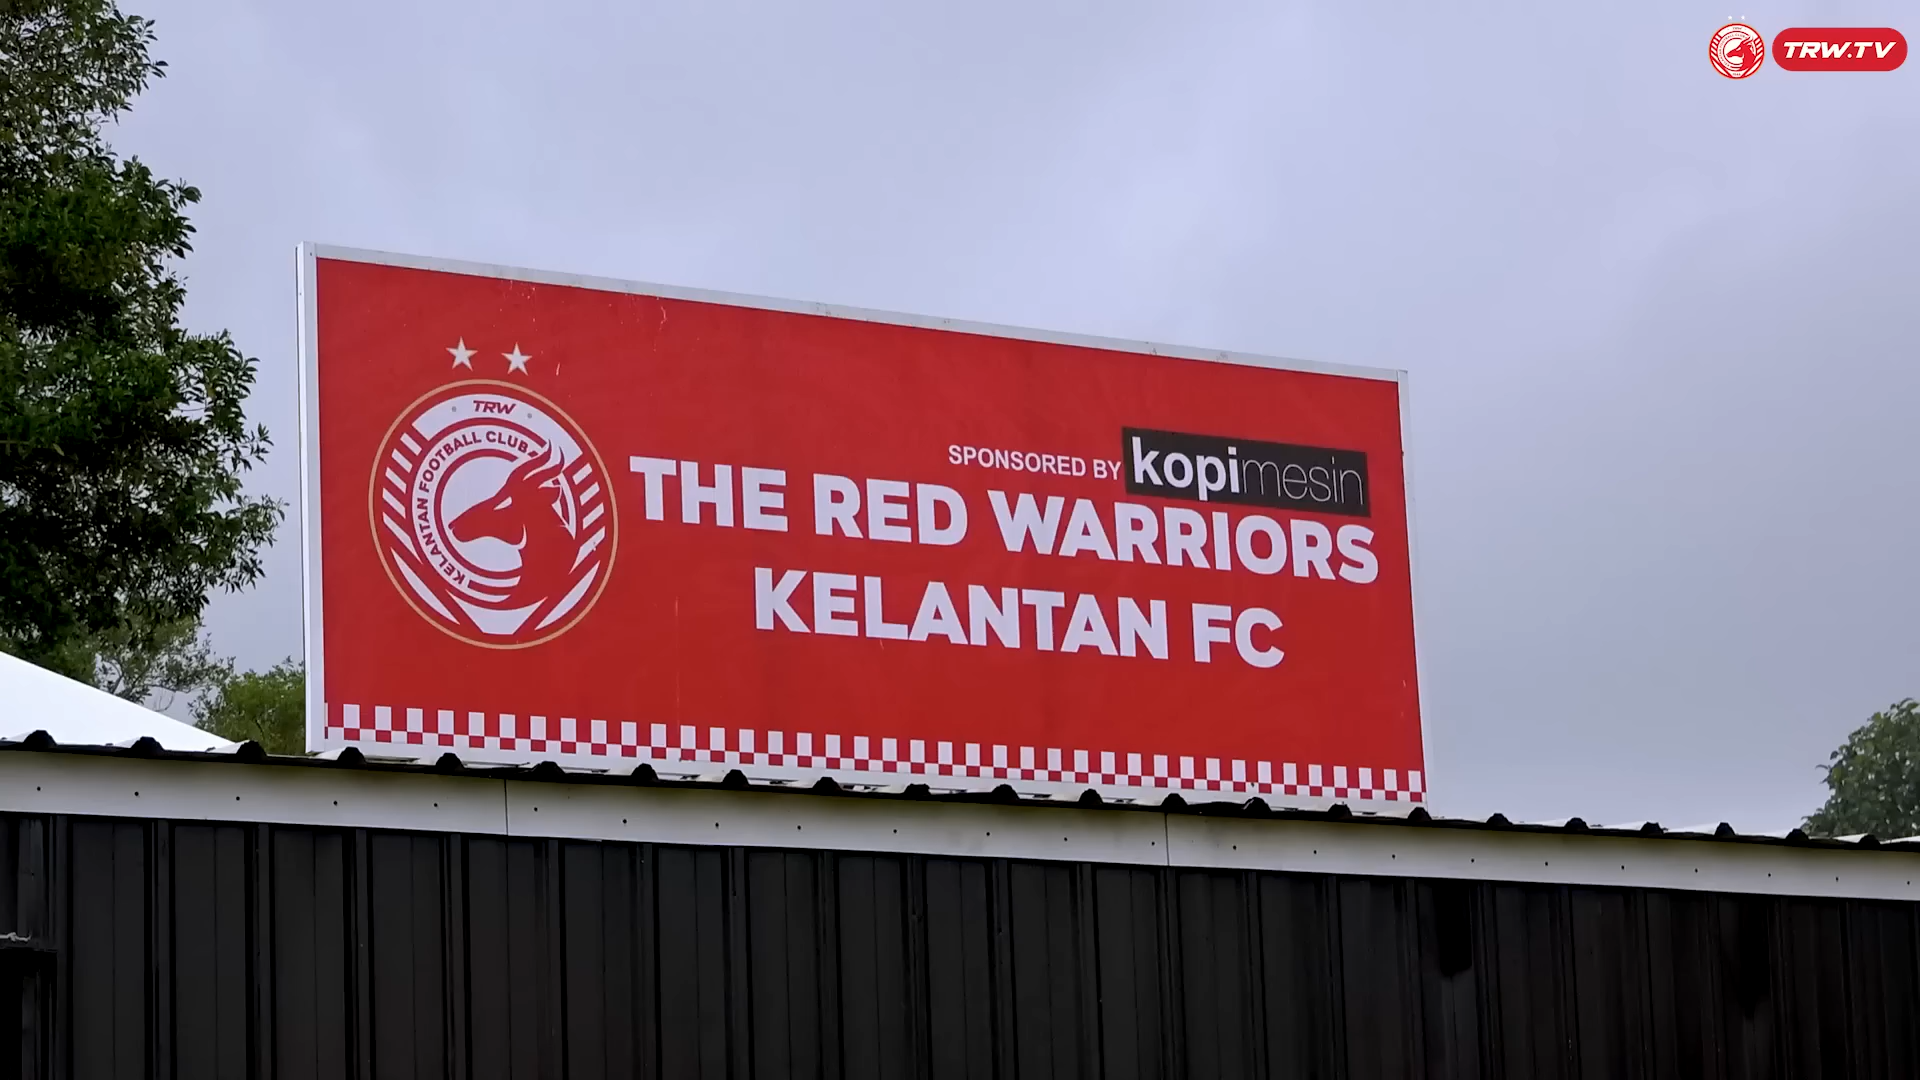 TRW.TV
TRW
KELANTAN FOOTBALL CLUB
SPONSORED BY kopimesin
THE RED WARRIORS
KELANTAN FC